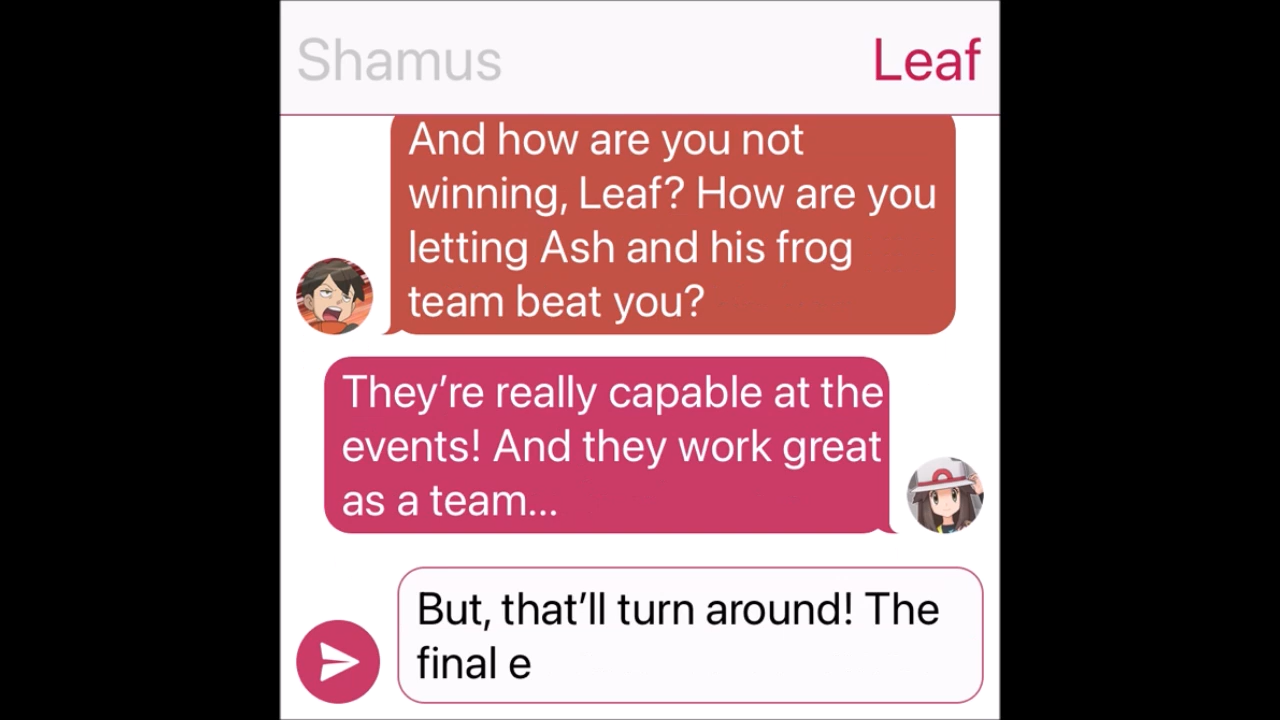 Shamus Leaf
And how are you not
winning, Leaf? How are you
letting Ash and his frog
team beat you?
They’re really capable at the
events! And they work great
as a team...
But, that’ll turn around! The
final e